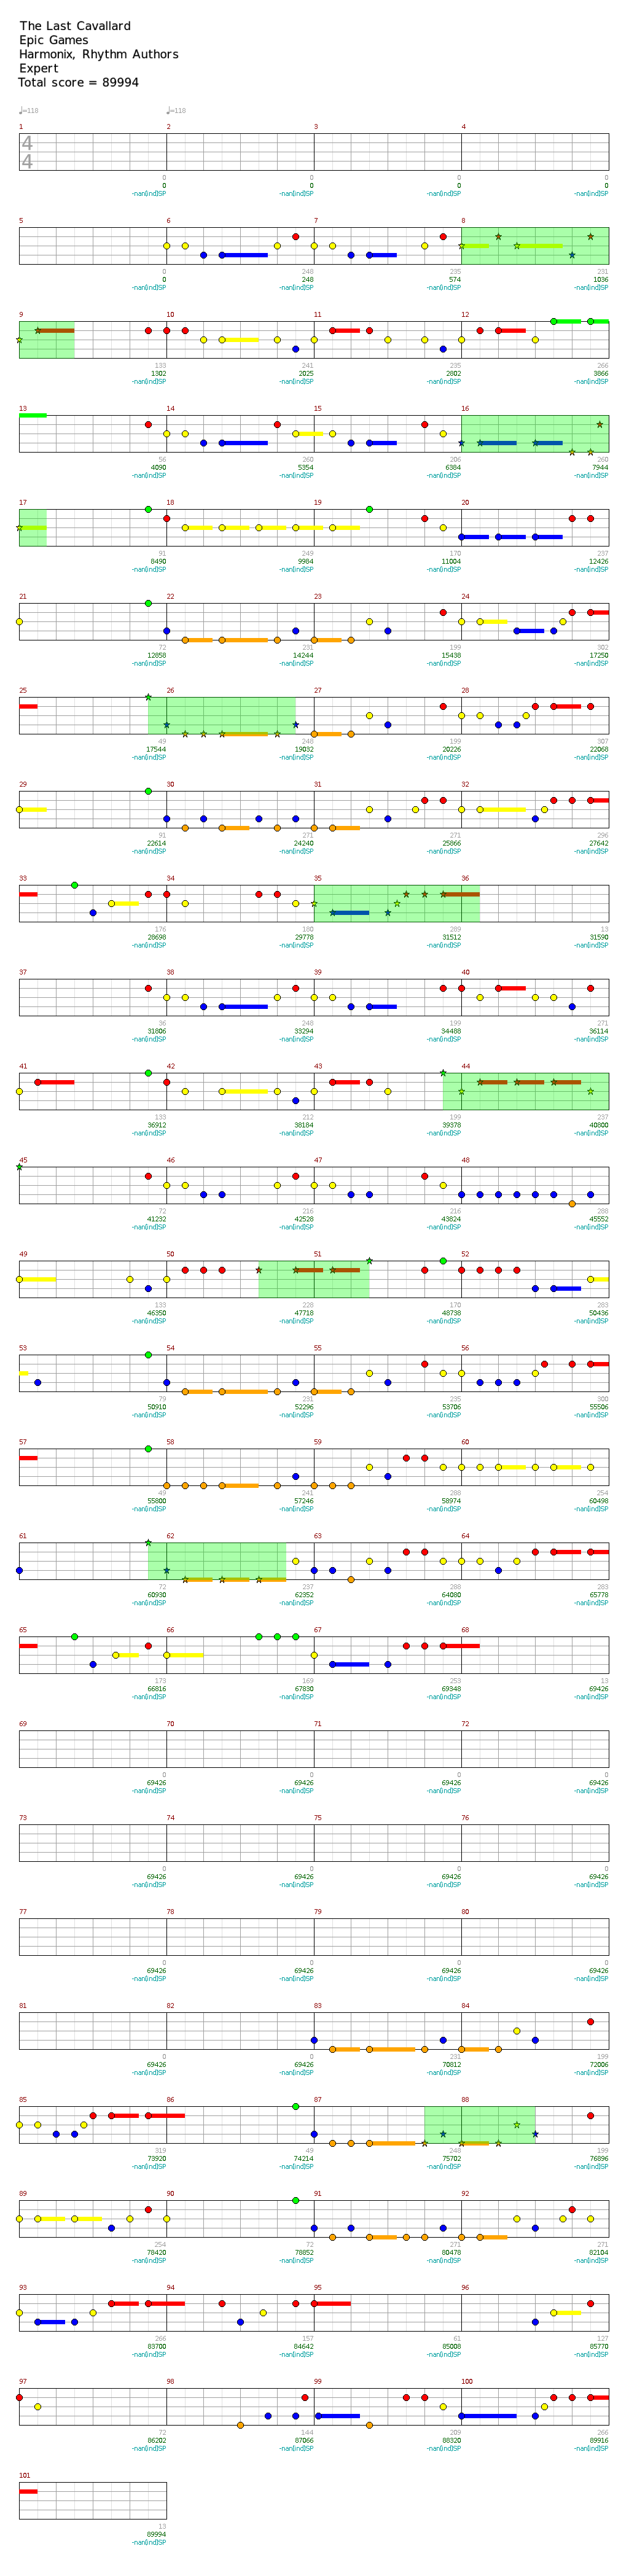 The Last Cavallard
Epic Games
Harmonix, Rhythm Authors
Expert
Total score = 89994
♩=118 ♩=118
1 2 3 4
4
4
0 0 0 0
0 0 0 0
-nan(ind)SP -nan(ind)SP -nan(ind)SP -nan(ind)SP
5 6 7 8
0 248 235 231
0 248 574 1036
-nan(ind)SP -nan(ind)SP -nan(ind)SP -nan(ind)SP
9 10 11 12
133 241 235 266
1302 2025 2802 3866
-nan(ind)SP -nan(ind)SP -nan(ind)SP -nan(ind)SP
13 14 15 16
56 260 206 260
4090 5354 6384 7944
-nan(ind)SP -nan(ind)SP -nan(ind)SP -nan(ind)SP
17 18 19 20
91 249 170 237
8490 9984 11004 12426
-nan(ind)SP -nan(ind)SP -nan(ind)SP -nan(ind)SP
21 22 23 24
72 231 199 302
12858 14244 15438 17250
-nan(ind)SP -nan(ind)SP -nan(ind)SP -nan(ind)SP
25 26 27 28
49 248 199 307
17544 19032 20226 22068
-nan(ind)SP -nan(ind)SP -nan(ind)SP -nan(ind)SP
29 30 31 32
91 271 271 296
22614 24240 25866 27642
-nan(ind)SP -nan(ind)SP -nan(ind)SP -nan(ind)SP
33 34 35 36
176 180 289 13
28698 29778 31512 31590
-nan(ind)SP -nan(ind)SP -nan(ind)SP -nan(ind)SP
37 38 39 40
36 248 199 271
31806 33294 34488 36114
-nan(ind)SP -nan(ind)SP -nan(ind)SP -nan(ind)SP
41 42 43 44
133 212 199 237
36912 38184 39378 40800
-nan(ind)SP -nan(ind)SP -nan(ind)SP -nan(ind)SP
45 46 47 48
72 216 216 288
41232 42528 43824 45552
-nan(ind)SP -nan(ind)SP -nan(ind)SP -nan(ind)SP
49 50 51 52
133 228 170 283
46350 47718 48738 50436
-nan(ind)SP -nan(ind)SP -nan(ind)SP -nan(ind)SP
53 54 55 56
79 231 235 300
50910 52296 53706 55506
-nan(ind)SP -nan(ind)SP -nan(ind)SP -nan(ind)SP
57 58 59 60
49 241 288 254
55800 57246 58974 60498
-nan(ind)SP -nan(ind)SP -nan(ind)SP -nan(ind)SP
61 62 63 64
72 237 288 283
60930 62352 64080 65778
-nan(ind)SP -nan(ind)SP -nan(ind)SP -nan(ind)SP
65 66 67 68
173 169 253 13
66816 67830 69348 69426
-nan(ind)SP -nan(ind)SP -nan(ind)SP -nan(ind)SP
69 70 71 72
0 0 0 0
69426 69426 69426 69426
-nan(ind)SP -nan(ind)SP -nan(ind)SP -nan(ind)SP
73 74 75 76
0 0 0 0
69426 69426 69426 69426
-nan(ind)SP -nan(ind)SP -nan(ind)SP -nan(ind)SP
77 78 79 80
0 0 0 0
69426 69426 69426 69426
-nan(ind)SP -nan(ind)SP -nan(ind)SP -nan(ind)SP
81 82 83 84
0 0 231 199
69426 69426 70812 72006
-nan(ind)SP -nan(ind)SP -nan(ind)SP -nan(ind)SP
85 86 87 88
319 49 248 199
73920 74214 75702 76896
-nan(ind)SP -nan(ind)SP -nan(ind)SP -nan(ind)SP
89 90 91 92
254 72 271 271
78420 78852 80478 82104
-nan(ind)SP -nan(ind)SP -nan(ind)SP -nan(ind)SP
93 94 95 96
266 157 61 127
83700 84642 85008 85770
-nan(ind)SP -nan(ind)SP -nan(ind)SP -nan(ind)SP
97 98 99 100
72 144 209 266
86202 87066 88320 89916
-nan(ind)SP -nan(ind)SP -nan(ind)SP -nan(ind)SP
101
13
89994
-nan(ind)SP